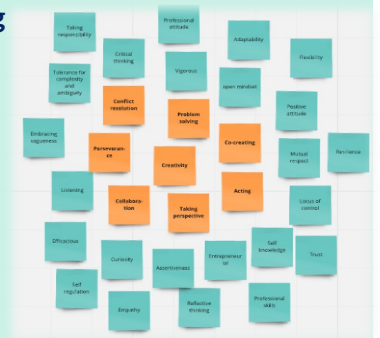 g
Taking
responsibility
Professional
attitude
Adaptability
Critical
thinking
Flexibility
Tolerance for
complexity
and
ambiguity
Vigorous
open mindset
Conflict
resolution
Problem
solving
Positive
attitude
Embracing
vagueness
Perseveran-
ce
Co-creating
Creativity
Mutual
respect
Resilience
Listening
Collabora-
tion
Taking
perspective
Acting
Locus of
control
Efficacious
Curiosity
Assertiveness
Entrepreneur
ial
Self
knowledge
Trust
Self
regulation
Empathy
Reflective
thinking
Professional
skills